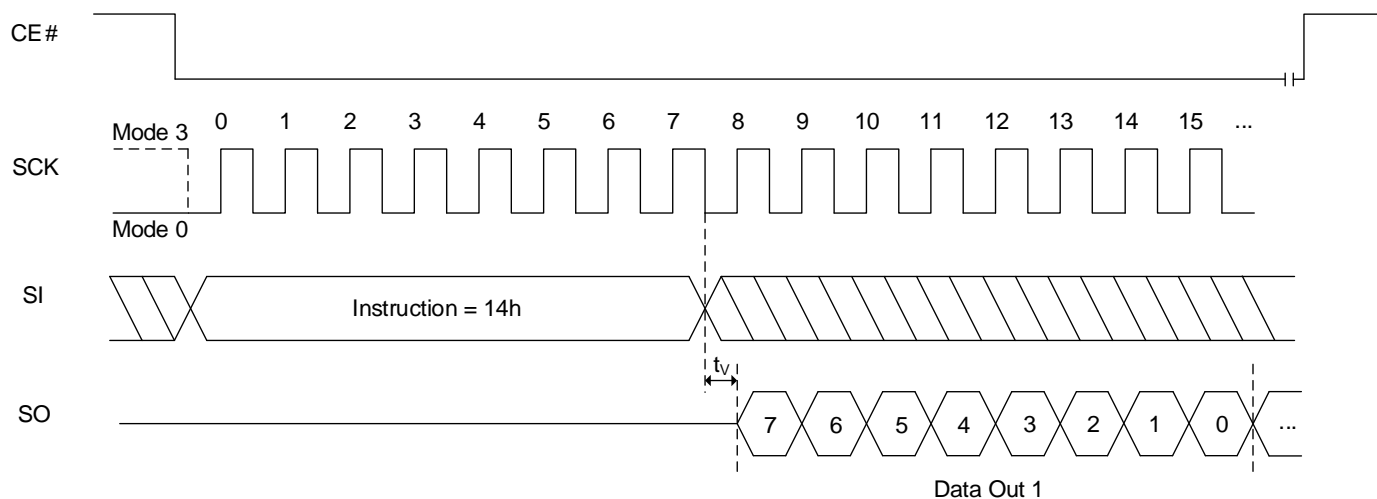 CE#
Mode 3 0 1 2 3 4 5 6 7 8 9 10 11 12 13 14 15 ...
SCK
Mode 0
SI Instruction = 14h
tV
SO 7 6 5 4 3 2 1 0 ...
Data Out 1